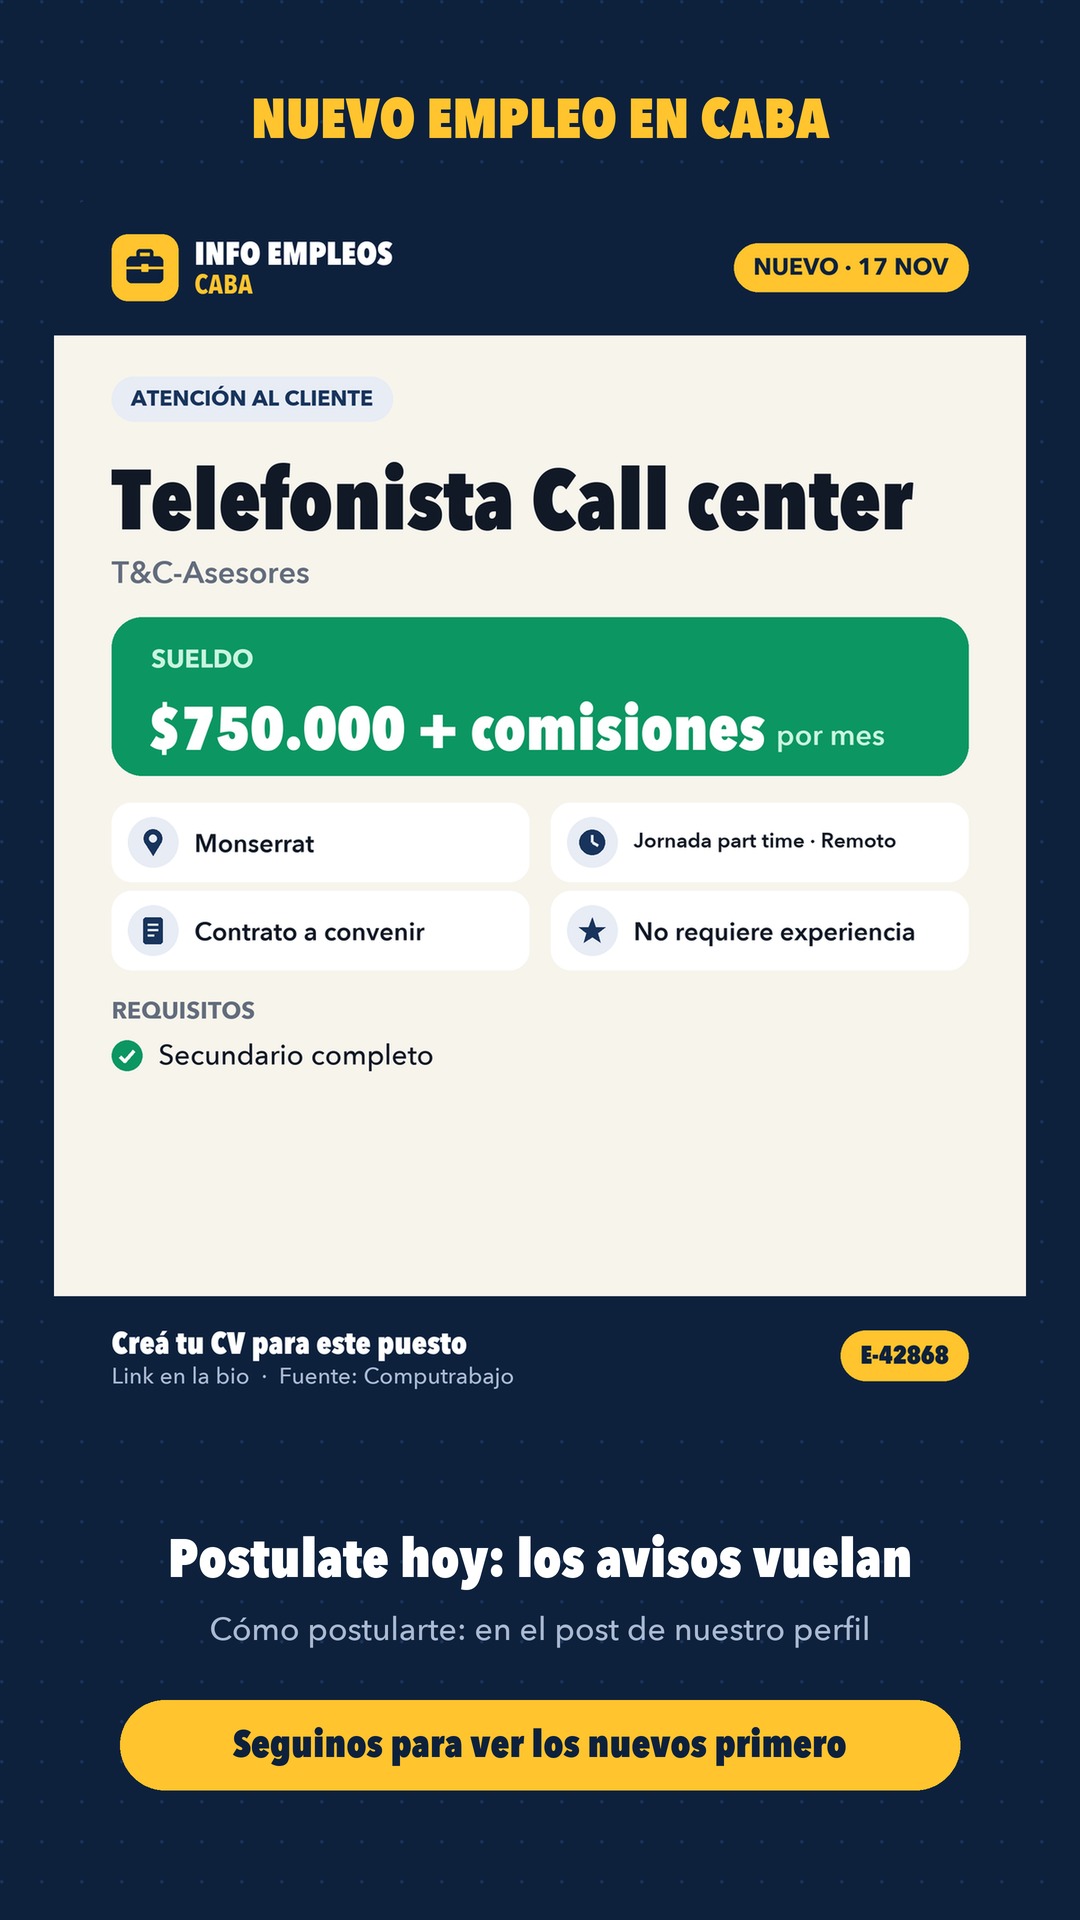 NUEVO EMPLEO EN CABA
INFO EMPLEOS
CABA
NUEVO · 17 NOV
ATENCIÓN AL CLIENTE
Telefonista Call center
T&C-Asesores
SUELDO
$750.000 + comisiones por mes
Monserrat
Jornada part time · Remoto
Contrato a convenir
No requiere experiencia
REQUISITOS
Secundario completo
Creá tu CV para este puesto
Link en la bio · Fuente: Computrabajo
E-42868
Postulate hoy: los avisos vuelan
Cómo postularte: en el post de nuestro perfil
Seguinos para ver los nuevos primero